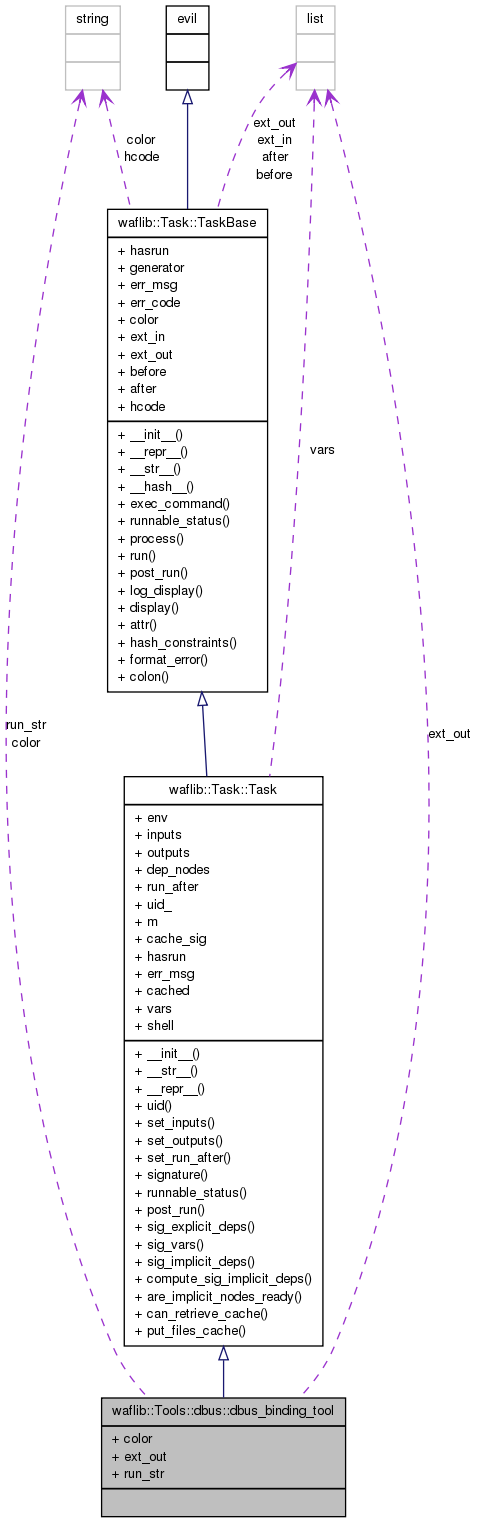 string
evil
list
color
hcode
ext_out
ext_in
after
before
waflib::Task::TaskBase
+ hasrun
+ generator
+ err_msg
+ err_code
+ color
+ ext_in
+ ext_out
+ before
+ after
+ hcode
+ __init__()
+ __repr__()
+ __str__()
+ __hash__()
+ exec_command()
+ runnable_status()
+ process()
+ run()
+ post_run()
+ log_display()
+ display()
+ attr()
+ hash_constraints()
+ format_error()
+ colon()
vars
run_str
color
ext_out
waflib::Task::Task
+ env
+ inputs
+ outputs
+ dep_nodes
+ run_after
+ uid_
+ m
+ cache_sig
+ hasrun
+ err_msg
+ cached
+ vars
+ shell
+ __init__()
+ __str__()
+ __repr__()
+ uid()
+ set_inputs()
+ set_outputs()
+ set_run_after()
+ signature()
+ runnable_status()
+ post_run()
+ sig_explicit_deps()
+ sig_vars()
+ sig_implicit_deps()
+ compute_sig_implicit_deps()
+ are_implicit_nodes_ready()
+ can_retrieve_cache()
+ put_files_cache()
waflib::Tools::dbus::dbus_binding_tool
+ color
+ ext_out
+ run_str